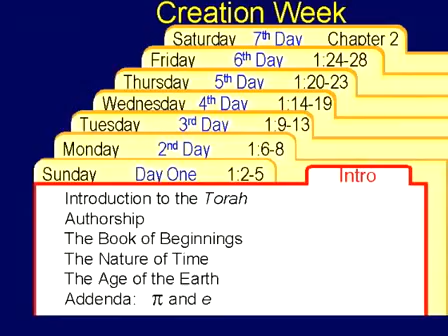 Creation Week
Saturday 7th Day Chapter 2
Friday 6th Day 1:24-28
Thursday 5th Day 1:20-23
Wednesday 4th Day 1:14-19
Tuesday 3rd Day 1:9-13
Monday 2nd Day 1:6-8
Sunday Day One 1:2-5 Intro
Introduction to the Torah
Authorship
The Book of Beginnings
The Nature of Time
The Age of the Earth
Addenda: π and e